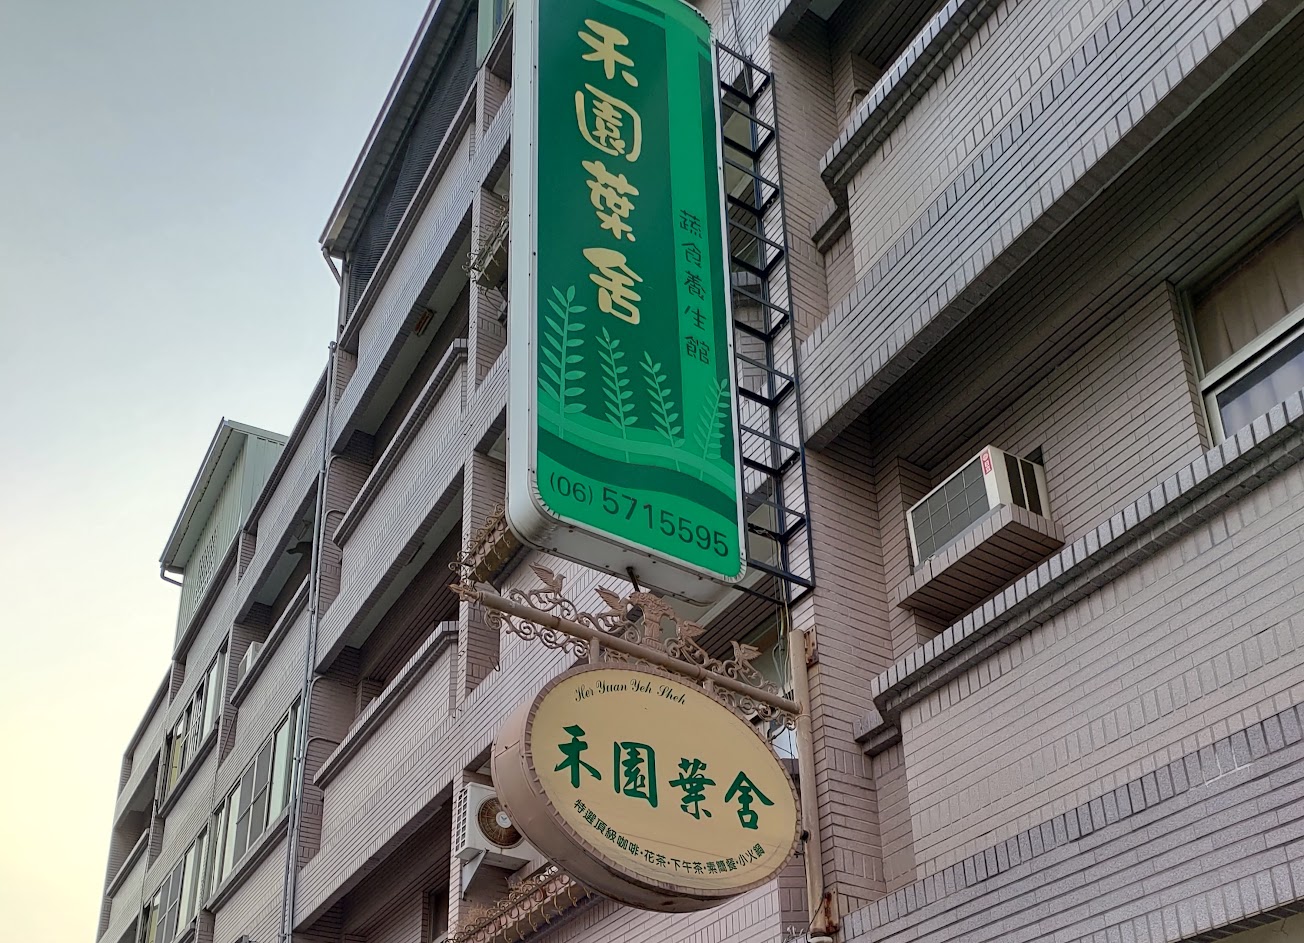 禾園葉舍
蔬食養生館
(06) 5715595
Her Yuan Yeh Sheh
禾園葉舍
特選頂級咖啡·花茶·下午茶·素簡餐·小火鍋